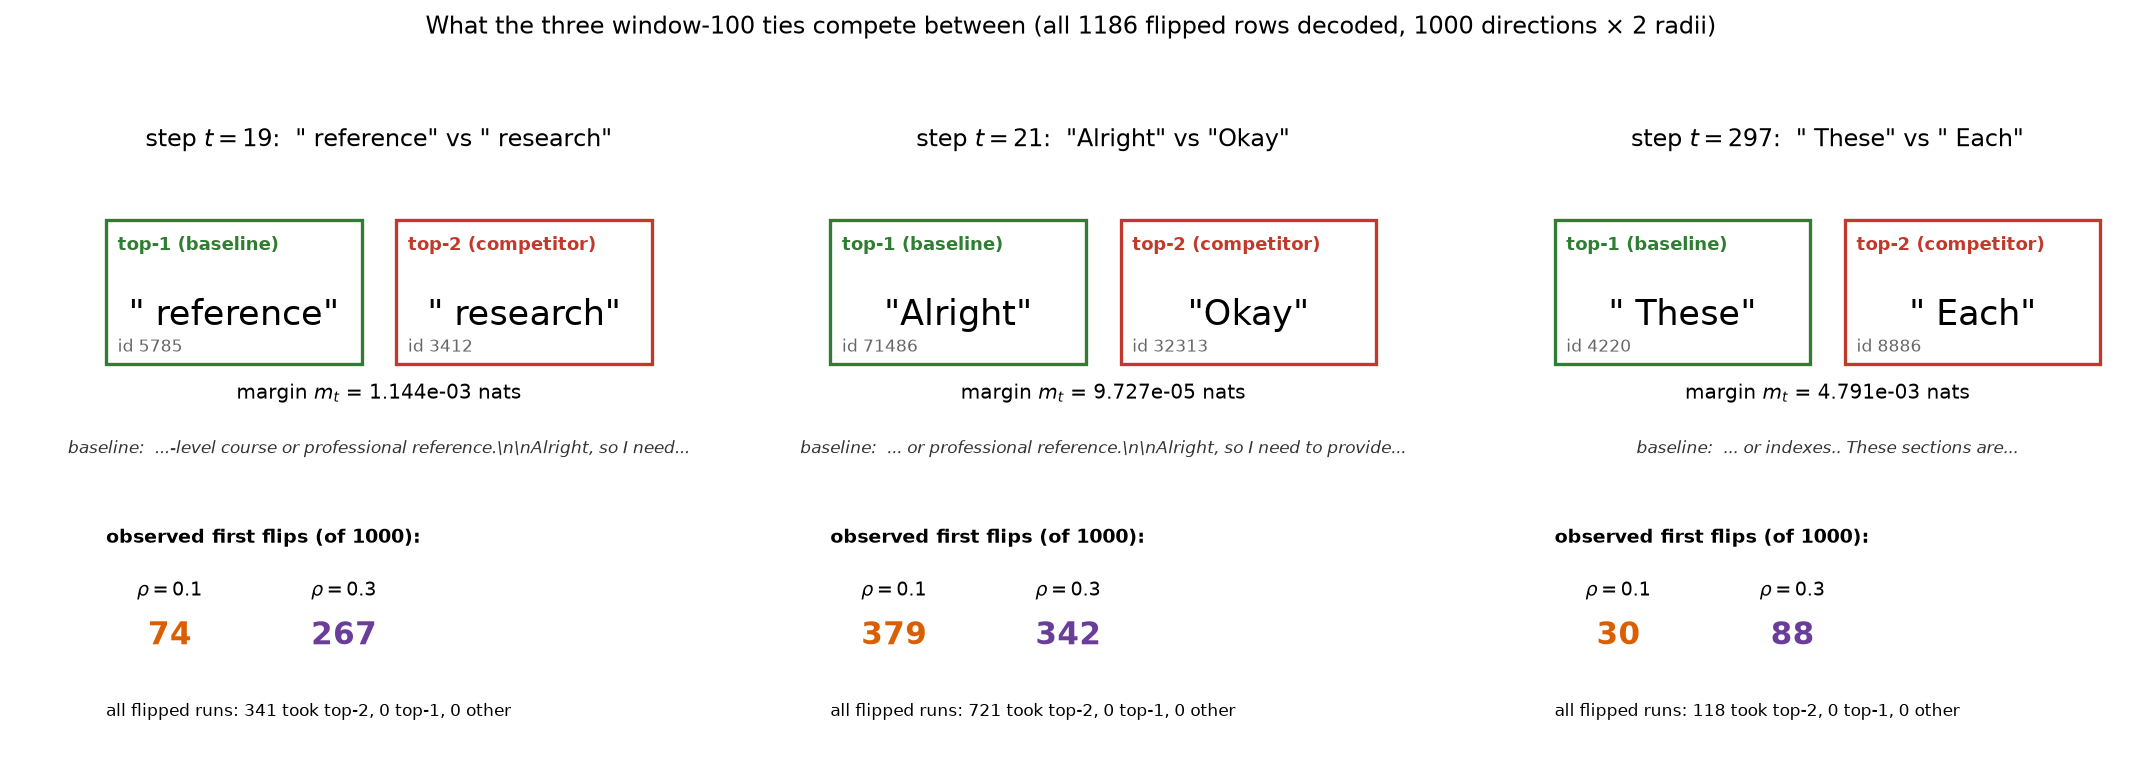 What the three window-100 ties compete between (all 1186 flipped rows decoded, 1000 directions × 2 radii)
step t = 19:  " reference" vs " research"
top-1 (baseline)
" reference"
id 5785
top-2 (competitor)
" research"
id 3412
margin mₜ = 1.144e-03 nats
baseline:  ...-level course or professional reference.\n\nAlright, so I need...
observed first flips (of 1000):
ρ = 0.1
74
ρ = 0.3
267
all flipped runs: 341 took top-2, 0 top-1, 0 other
step t = 21:  "Alright" vs "Okay"
top-1 (baseline)
"Alright"
id 71486
top-2 (competitor)
"Okay"
id 32313
margin mₜ = 9.727e-05 nats
baseline:  ... or professional reference.\n\nAlright, so I need to provide...
observed first flips (of 1000):
ρ = 0.1
379
ρ = 0.3
342
all flipped runs: 721 took top-2, 0 top-1, 0 other
step t = 297:  " These" vs " Each"
top-1 (baseline)
" These"
id 4220
top-2 (competitor)
" Each"
id 8886
margin mₜ = 4.791e-03 nats
baseline:  ... or indexes.. These sections are...
observed first flips (of 1000):
ρ = 0.1
30
ρ = 0.3
88
all flipped runs: 118 took top-2, 0 top-1, 0 other